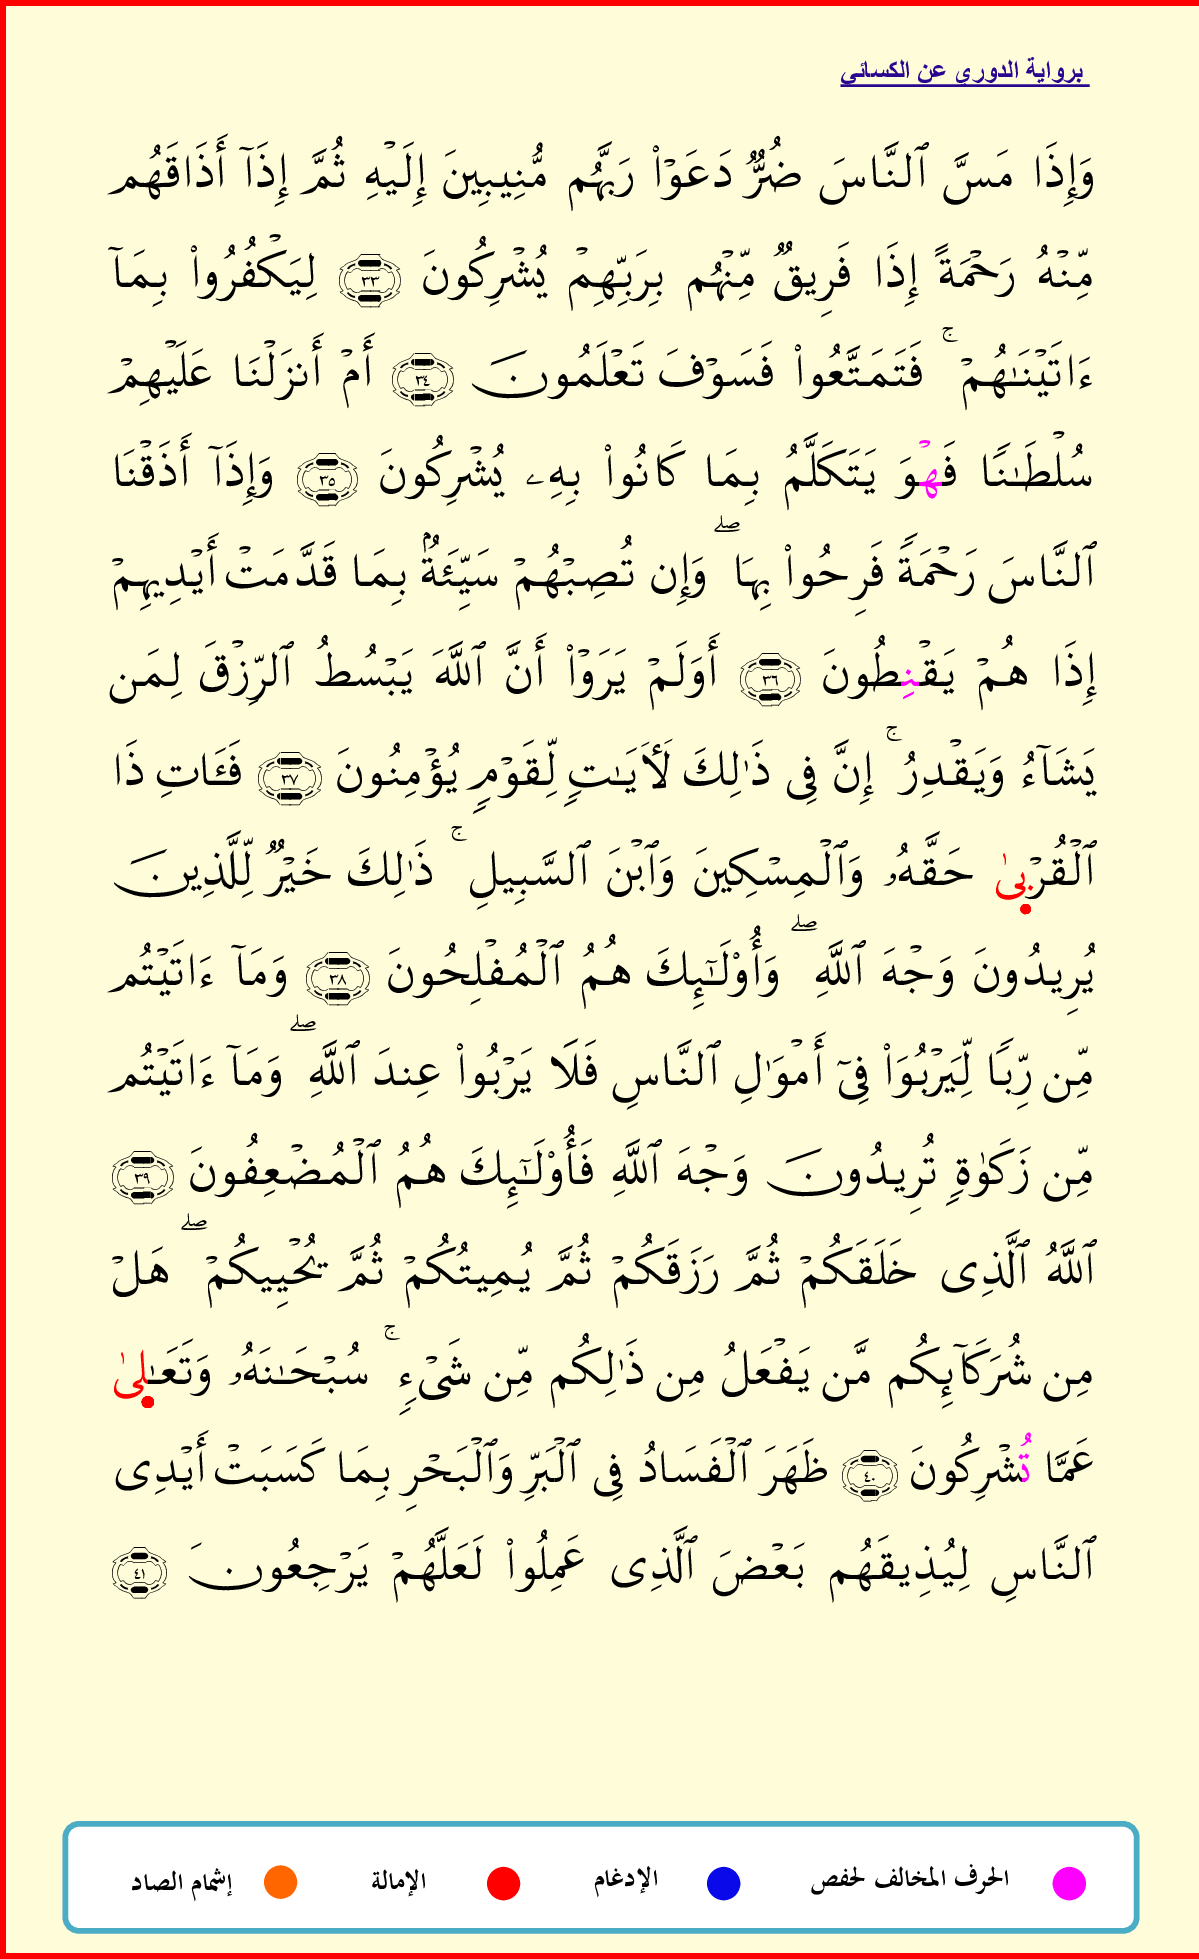 برواية الدوري عن الكسائي
وَإِذَا مَسَّ ٱلنَّاسَ ضُرّٞ دَعَوۡاْ رَبَّهُم مُّنِيبِينَ إِلَيۡهِ ثُمَّ إِذَآ أَذَاقَهُم
مِّنۡهُ رَحۡمَةً إِذَا فَرِيقٞ مِّنۡهُم بِرَبِّهِمۡ يُشۡرِكُونَ ٣٣ لِيَكۡفُرُواْ بِمَآ
ءَاتَيۡنَٰهُمۡۚ فَتَمَتَّعُواْ فَسَوۡفَ تَعۡلَمُونَ ٣٤ أَمۡ أَنزَلۡنَا عَلَيۡهِمۡ
سُلۡطَٰنٗا فَهۡوَ يَتَكَلَّمُ بِمَا كَانُواْ بِهِۦ يُشۡرِكُونَ ٣٥ وَإِذَآ أَذَقۡنَا
ٱلنَّاسَ رَحۡمَةٗ فَرِحُواْ بِهَاۖ وَإِن تُصِبۡهُمۡ سَيِّئَةُۢ بِمَا قَدَّمَتۡ أَيۡدِيهِمۡ
إِذَا هُمۡ يَقۡنِطُونَ ٣٦ أَوَلَمۡ يَرَوۡاْ أَنَّ ٱللَّهَ يَبۡسُطُ ٱلرِّزۡقَ لِمَن
يَشَآءُ وَيَقۡدِرُۚ إِنَّ فِي ذَٰلِكَ لَأٓيَٰتٖ لِّقَوۡمٖ يُؤۡمِنُونَ ٣٧ فَـَٔاتِ ذَا
ٱلۡقُرۡبىٰ حَقَّهُۥ وَٱلۡمِسۡكِينَ وَٱبۡنَ ٱلسَّبِيلِۚ ذَٰلِكَ خَيۡرٞ لِّلَّذِينَ
يُرِيدُونَ وَجۡهَ ٱللَّهِۖ وَأُوْلَٰٓئِكَ هُمُ ٱلۡمُفۡلِحُونَ ٣٨ وَمَآ ءَاتَيۡتُم
مِّن رِّبٗا لِّيَرۡبُوَاْ فِيٓ أَمۡوَٰلِ ٱلنَّاسِ فَلَا يَرۡبُواْ عِندَ ٱللَّهِۖ وَمَآ ءَاتَيۡتُم
مِّن زَكَوٰةٖ تُرِيدُونَ وَجۡهَ ٱللَّهِ فَأُوْلَٰٓئِكَ هُمُ ٱلۡمُضۡعِفُونَ ٣٩
ٱللَّهُ ٱلَّذِي خَلَقَكُمۡ ثُمَّ رَزَقَكُمۡ ثُمَّ يُمِيتُكُمۡ ثُمَّ يُحۡيِيكُمۡۖ هَلۡ
مِن شُرَكَآئِكُم مَّن يَفۡعَلُ مِن ذَٰلِكُم مِّن شَيۡءٖۚ سُبۡحَٰنَهُۥ وَتَعَٰلىٰ
عَمَّا تُشۡرِكُونَ ٤٠ ظَهَرَ ٱلۡفَسَادُ فِي ٱلۡبَرِّ وَٱلۡبَحۡرِ بِمَا كَسَبَتۡ أَيۡدِي
ٱلنَّاسِ لِيُذِيقَهُم بَعۡضَ ٱلَّذِي عَمِلُواْ لَعَلَّهُمۡ يَرۡجِعُونَ ٤١
الحرف المخالف لحفص الإدغام الإمالة إشمام الصاد